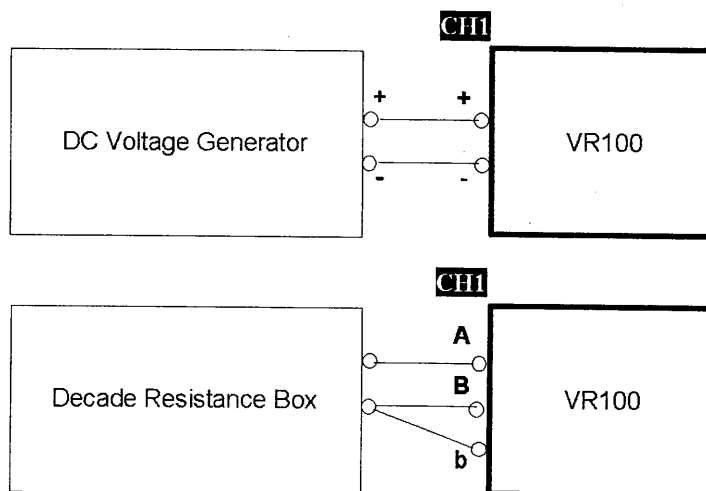 CH1
+ +
DC Voltage Generator VR100
- -
CH1
A
B
Decade Resistance Box VR100
b